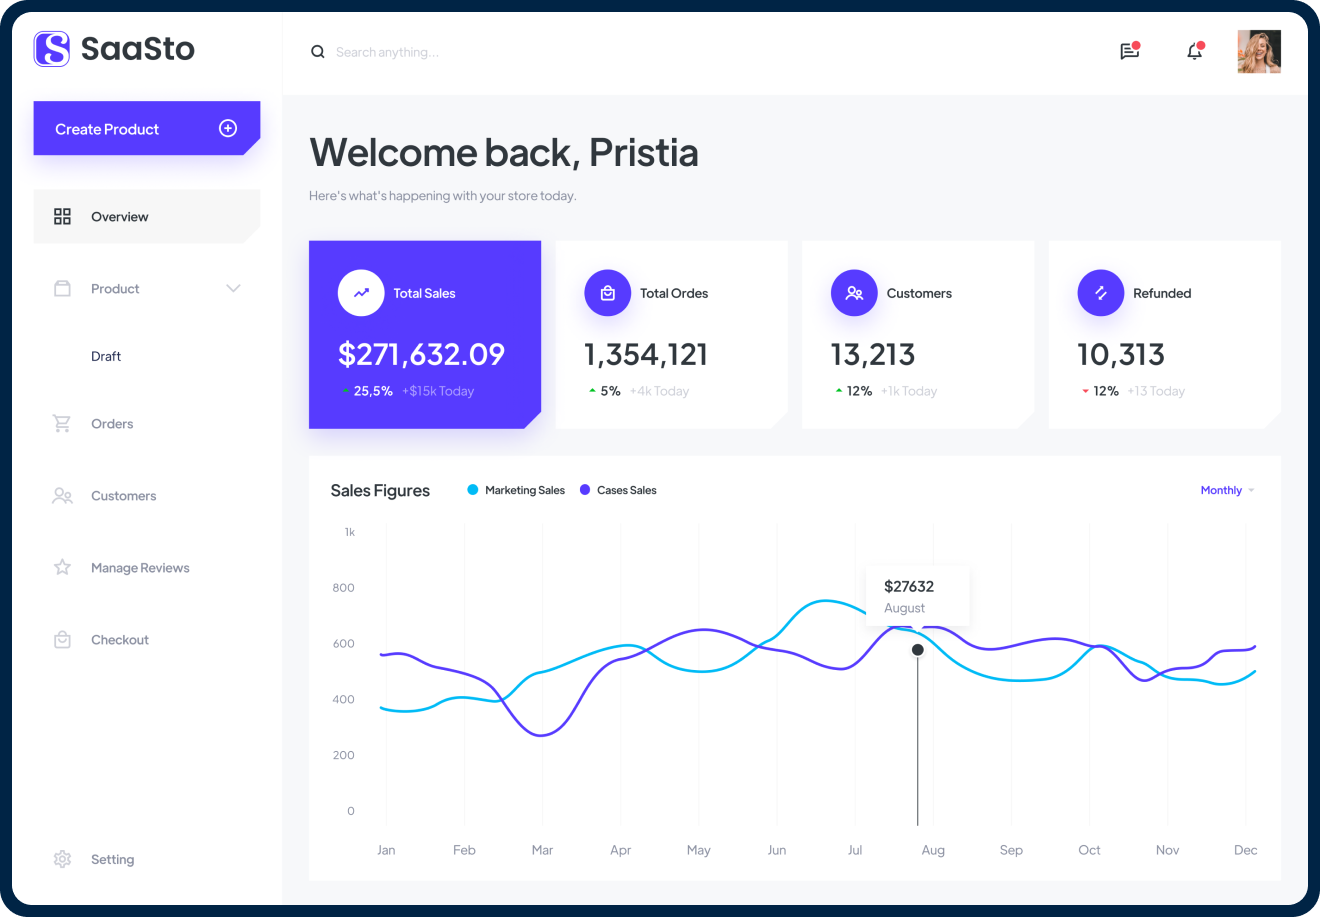 SaaSto
Search anything...
Create Product
Overview
Product
Draft
Orders
Customers
Manage Reviews
Checkout
Setting
Welcome back, Pristia
Here's what's happening with your store today.
Total Sales
$271,632.09
25,5% +$15k Today
Total Ordes
1,354,121
5% +4k Today
Customers
13,213
12% +1k Today
Refunded
10,313
12% +13 Today
Sales Figures
Marketing Sales
Cases Sales
Monthly
1k
800
600
400
200
0
$27632
August
Jan Feb Mar Apr May Jun Jul Aug Sep Oct Nov Dec